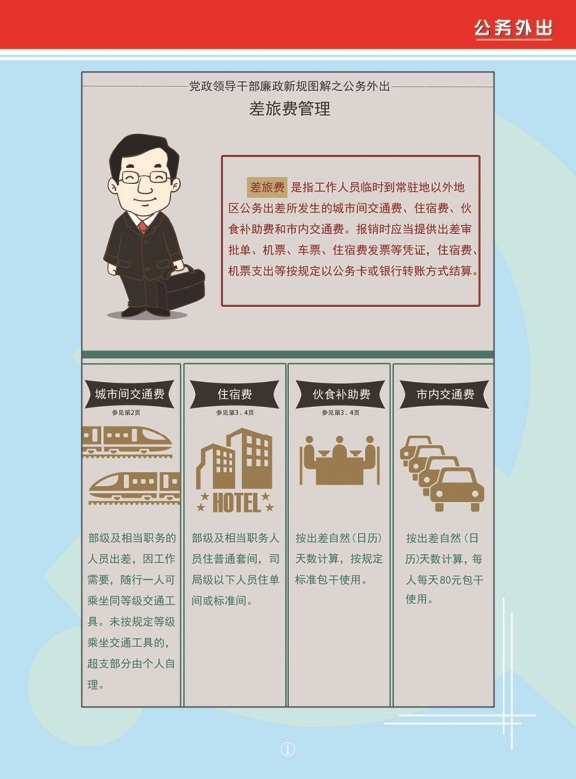 公务外出
党政领导干部廉政新规图解之公务外出
差旅费管理
差旅费 是指工作人员临时到常驻地以外地
区公务出差所发生的城市间交通费、住宿费、伙
食补助费和市内交通费。报销时应当提供出差审
批单、机票、车票、住宿费发票等凭证，住宿费、
机票支出等按规定以公务卡或银行转账方式结算。
城市间交通费
参见第2页
部级及相当职务的
人员出差，因工作
需要，随行一人可
乘坐同等级交通工
具。未按规定等级
乘坐交通工具的，
超支部分由个人自
理。
住宿费
参见第3、4页
HOTEL
部级及相当职务人
员住普通套间，司
局级以下人员住单
间或标准间。
伙食补助费
参见第3、4页
按出差自然(日历)
天数计算，按规定
标准包干使用。
市内交通费
按出差自然(日
历)天数计算，每
人每天80元包干
使用。
①